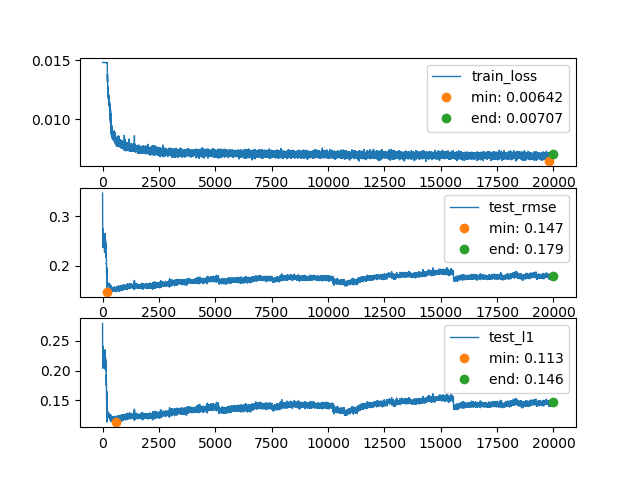 0.015
0.010
train_loss
min: 0.00642
end: 0.00707
0 2500 5000 7500 10000 12500 15000 17500 20000
0.3
0.2
test_rmse
min: 0.147
end: 0.179
0 2500 5000 7500 10000 12500 15000 17500 20000
0.25
0.20
0.15
test_l1
min: 0.113
end: 0.146
0 2500 5000 7500 10000 12500 15000 17500 20000